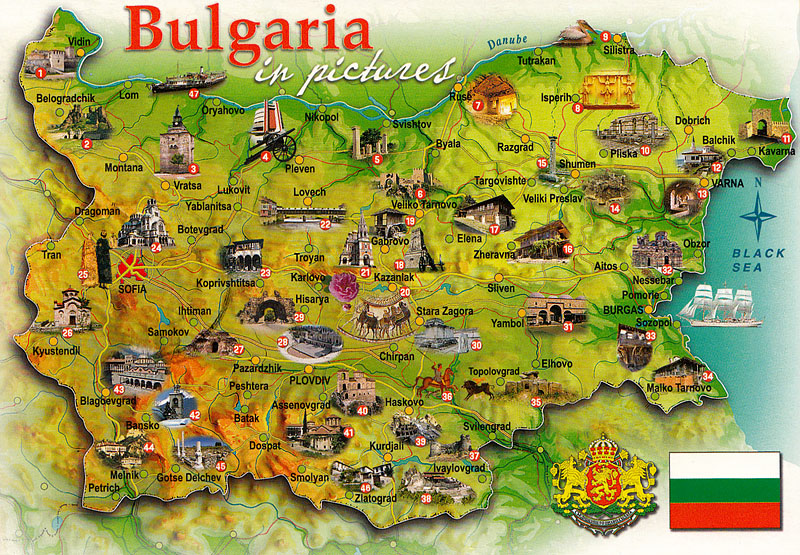 Bulgaria
in pictures
Vidin
1
Belogradchik
2
Lom
47
Oryahovo
Danube
Tutrakan
9
Silistra
Ruse
7
Isperih
8
Nikopol
4
Svishtov
5
Byala
Dobrich
11
Kavarna
Balchik
10
Pliska
12
Montana
3
Vratsa
Pleven
Lukovit
Lovech
6
Veliko Tarnovo
Razgrad
15
Shumen
Targovishte
13
VARNA
Veliki Preslav
14
N
BLACK
SEA
Dragoman
Yablanitsa
Botevgrad
24
22
19
Gabrovo
18
17
Elena
Zheravna
16
Obzor
Aitos
32
Nessebar
Pomorie
Tran
25
SOFIA
23
Koprivshtitsa
Troyan
21
Karlovo
Kazanlak
20
Sliven
BURGAS
Sozopol
33
Ihtiman
Hisarya
29
Stara Zagora
Yambol
31
26
Kyustendil
Samokov
27
28
30
Chirpan
Pazardzhik
Peshtera
PLOVDIV
Topolovgrad
Elhovo
34
Malko Tarnovo
43
Blagoevgrad
42
Bansko
Batak
Assenovgrad
40
Haskovo
36
35
Svilengrad
41
39
37
Dospat
Kurdjali
44
Melnik
Petrich
45
Gotse Delchev
Smolyan
46
Zlatograd
Ivaylovgrad
38